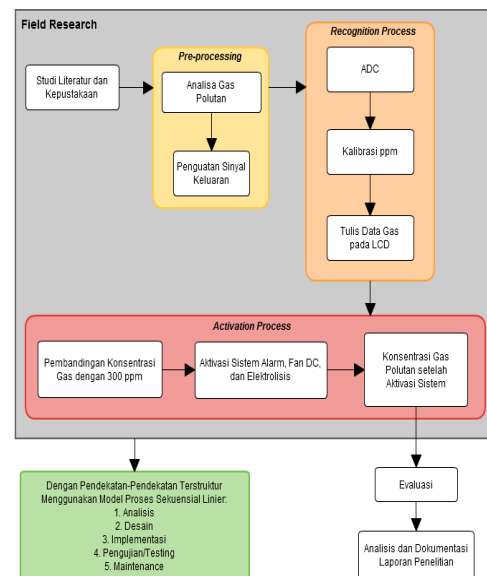 Field Research
Recognition Process
Pre-processing
Studi Literatur dan
Kepustakaan
Analisa Gas
Polutan
Penguatan Sinyal
Keluaran
ADC
Kalibrasi ppm
Tulis Data Gas
pada LCD
Activation Process
Pembandingan Konsentrasi
Gas dengan 300 ppm
Aktivasi Sistem Alarm, Fan DC,
dan Elektrolisis
Konsentrasi Gas
Polutan setelah
Aktivasi Sistem
Dengan Pendekatan-Pendekatan Terstruktur
Menggunakan Model Proses Sekuensial Linier:
1. Analisis
2. Desain
3. Implementasi
4. Pengujian/Testing
5. Maintenance
Evaluasi
Analisis dan Dokumentasi
Laporan Penelitian